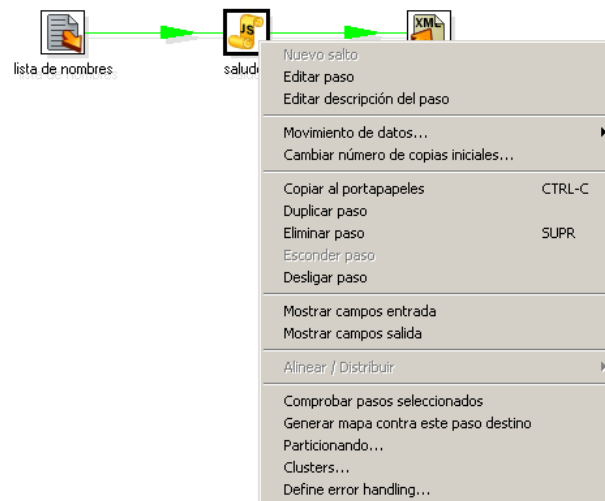 JS
XML
lista de nombres
salud
Nuevo salto
Editar paso
Editar descripción del paso
Movimiento de datos...
Cambiar número de copias iniciales...
Copiar al portapapeles CTRL-C
Duplicar paso
Eliminar paso SUPR
Esconder paso
Desligar paso
Mostrar campos entrada
Mostrar campos salida
Alinear / Distribuir
Comprobar pasos seleccionados
Generar mapa contra este paso destino
Particionando...
Clusters...
Define error handling...